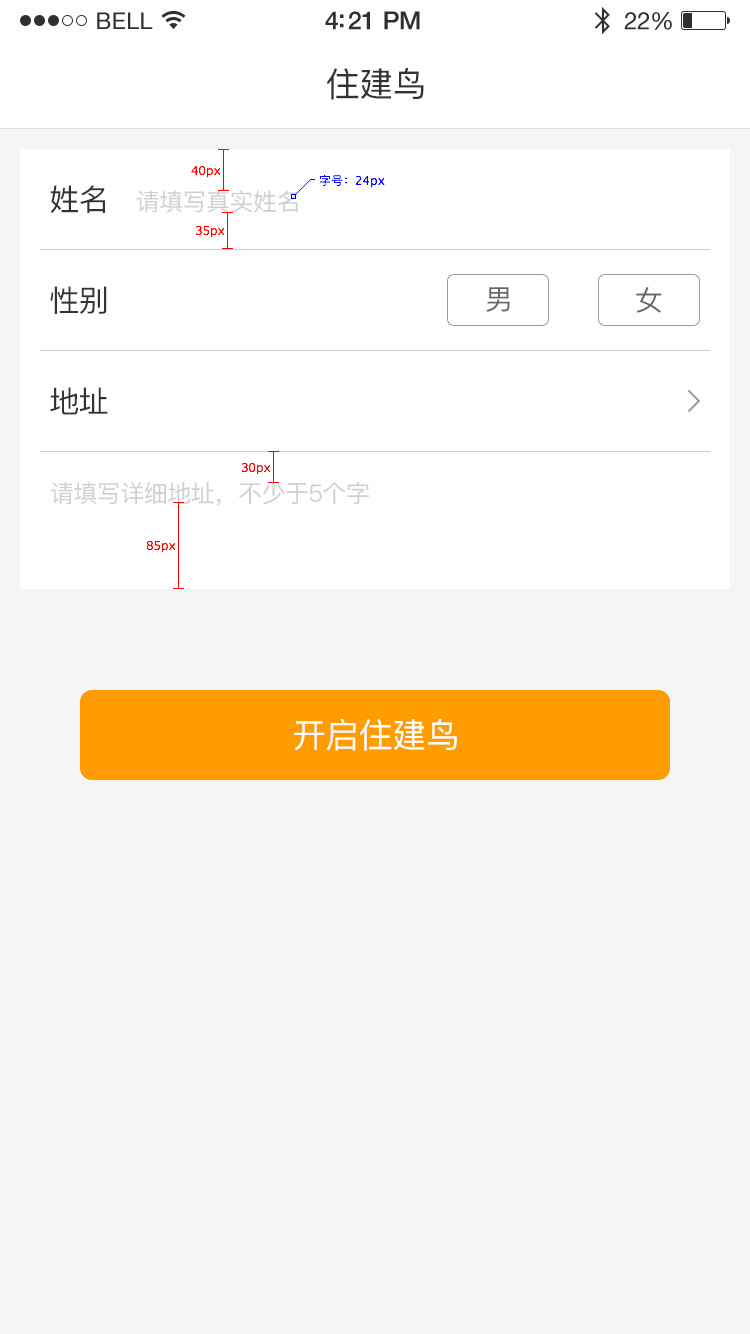 BELL 4:21 PM 22%
住建鸟
40px
字号：24px
姓名 请填写真实姓名
35px
性别 男 女
地址
30px
请填写详细地址，不少于5个字
85px
开启住建鸟